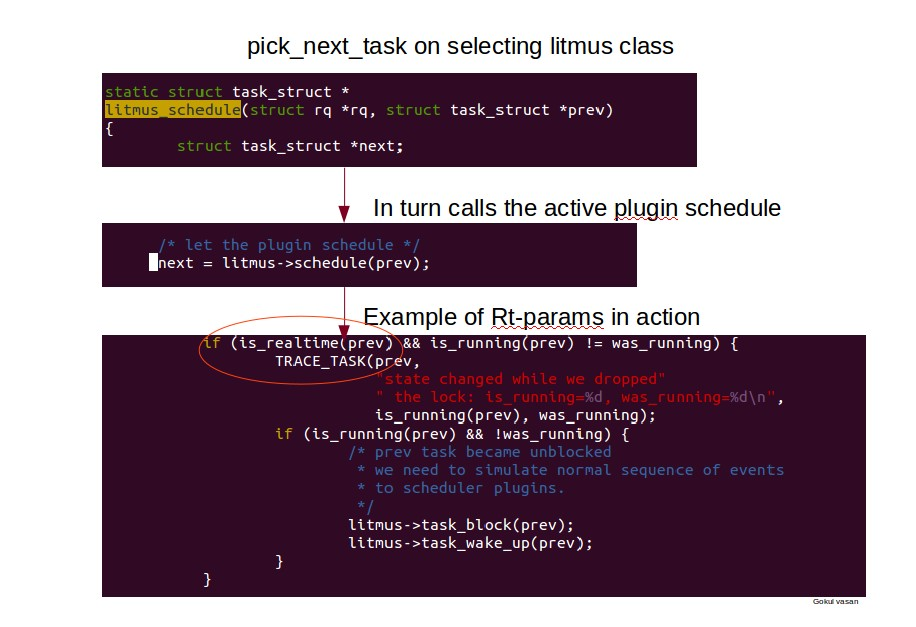 pick_next_task on selecting litmus class
static struct task_struct *
litmus_schedule(struct rq *rq, struct task_struct *prev)
{
struct task_struct *next;
In turn calls the active plugin schedule
/* let the plugin schedule */
next = litmus->schedule(prev);
Example of Rt-params in action
if (is_realtime(prev) && is_running(prev) != was_running) {
TRACE_TASK(prev,
"state changed while we dropped"
" the lock: is_running=%d, was_running=%d\n",
is_running(prev), was_running);
if (is_running(prev) && !was_running) {
/* prev task became unblocked
* we need to simulate normal sequence of events
* to scheduler plugins.
*/
litmus->task_block(prev);
litmus->task_wake_up(prev);
}
}
Gokul vasan